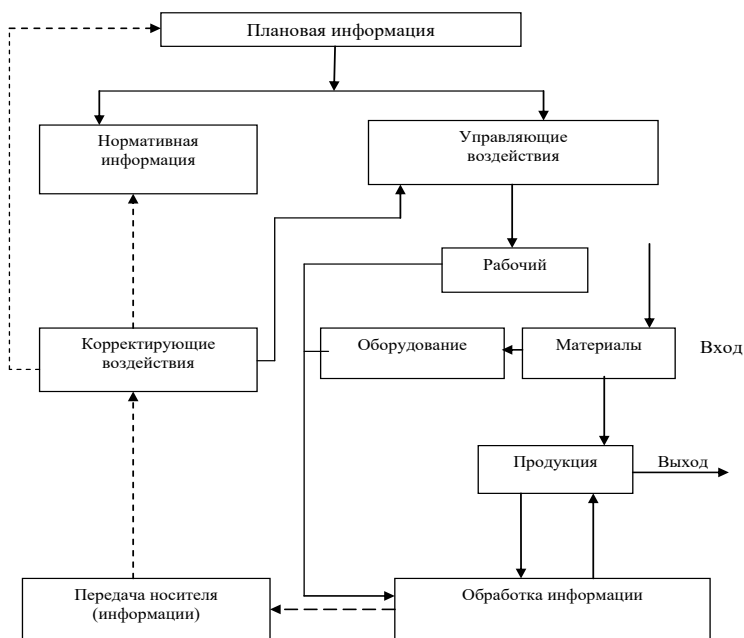 Плановая информация
Нормативная
информация
Управляющие
воздействия
Рабочий
Корректирующие
воздействия
Оборудование
Материалы
Вход
Продукция
Выход
Передача носителя
(информации)
Обработка информации